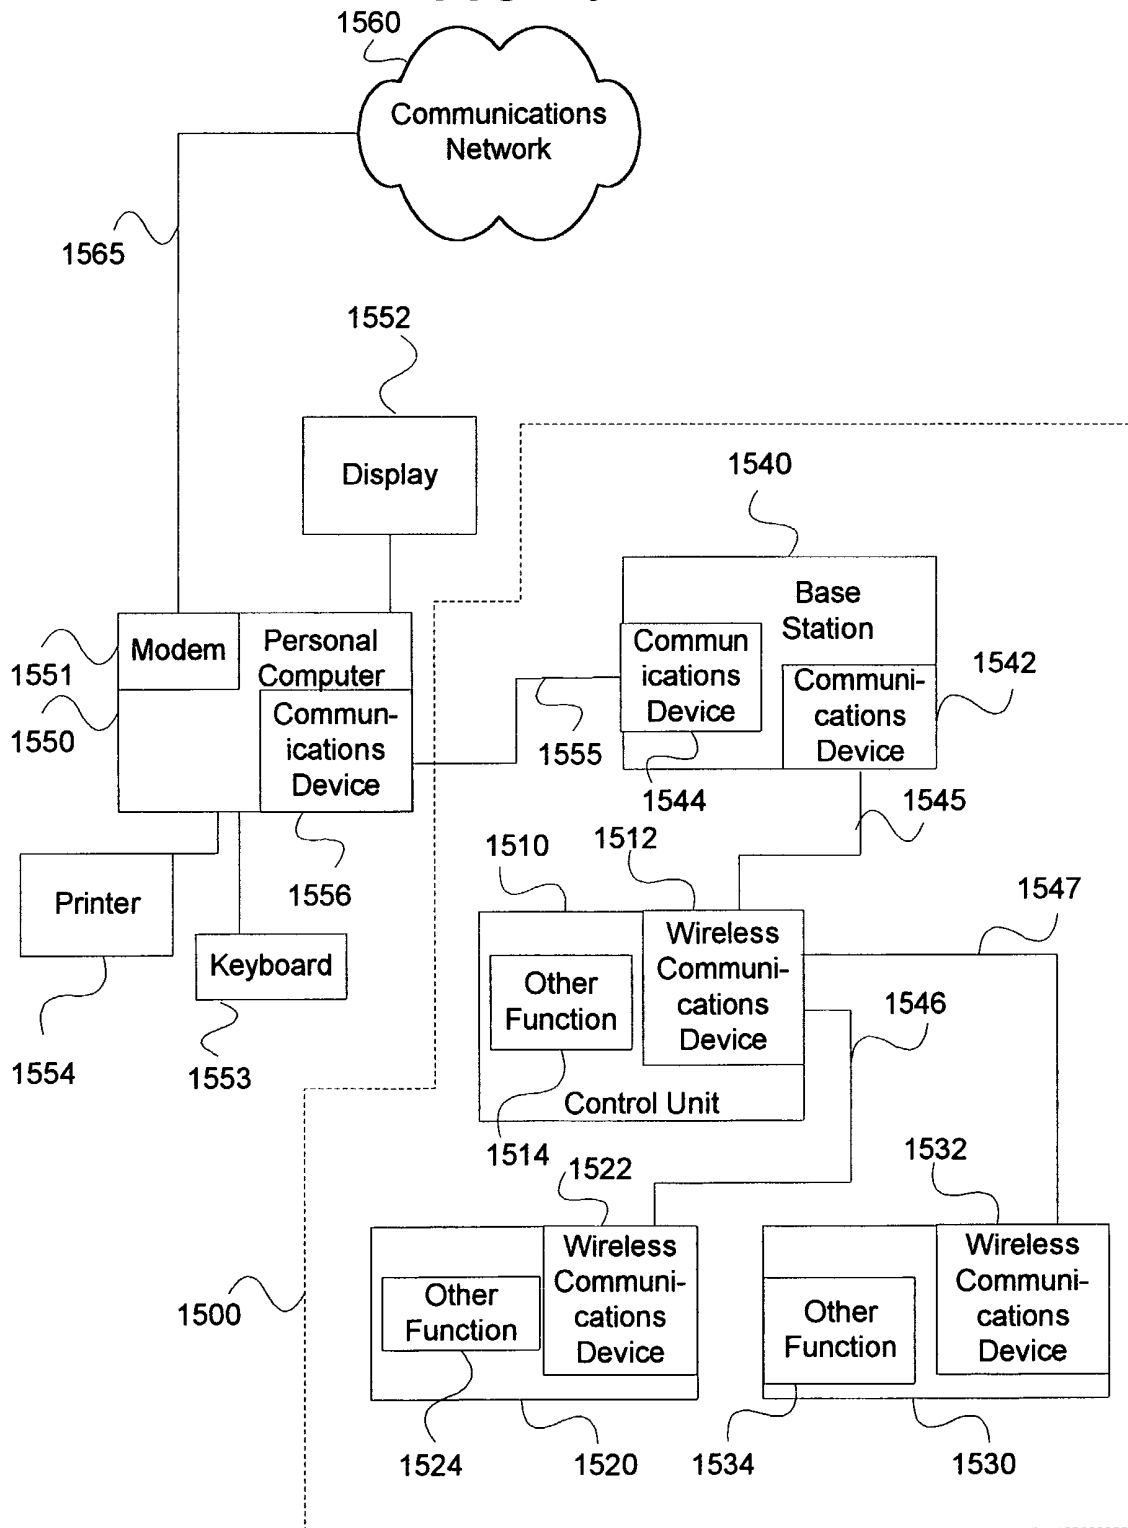 1560
Communications
Network
1565
1552
Display
1540
Base
Station
Modem
Personal
Computer
Commun
ications
Device
1542
1551
Communi-
cations
Device
1550
Commun-
ications
Device
1555
1544
1545
1556
1510
1512
1547
Printer
Wireless
Communi-
cations
Device
Keyboard
Other
Function
1546
1554
1553
Control Unit
1514
1522
1532
Wireless
Communi-
cations
Device
Wireless
Communi-
cations
Device
1500
Other
Function
Other
Function
1524
1520
1534
1530